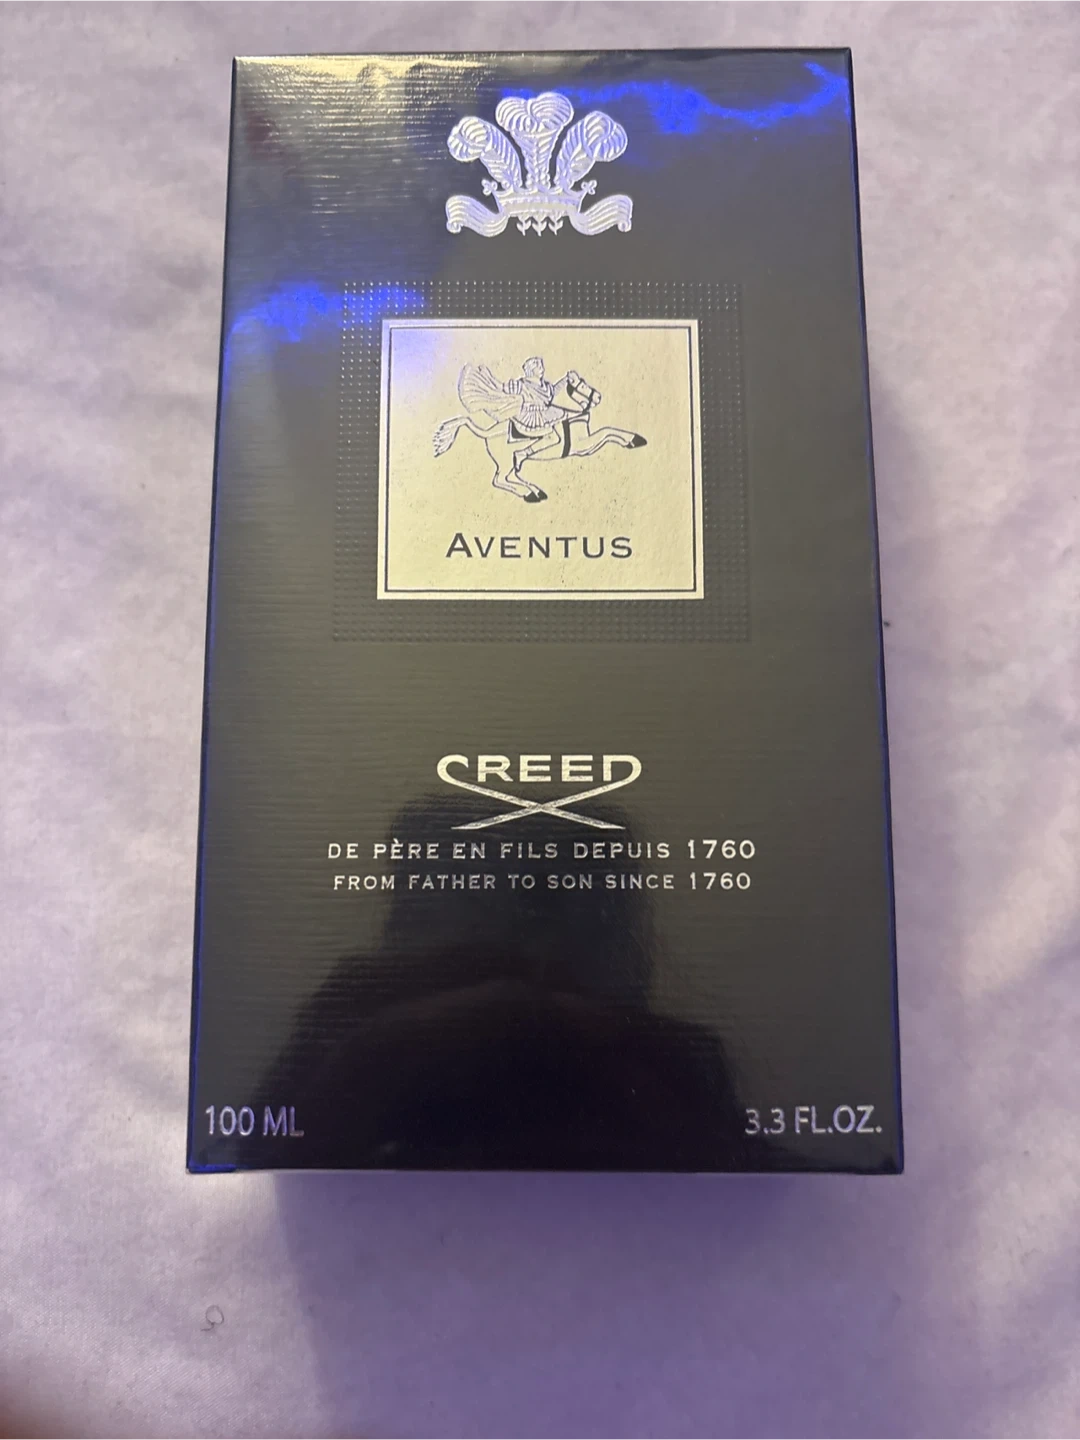 AVENTUS
CREED
DE PÈRE EN FILS DEPUIS 1760
FROM FATHER TO SON SINCE 1760
100 ML
3.3 FL.OZ.